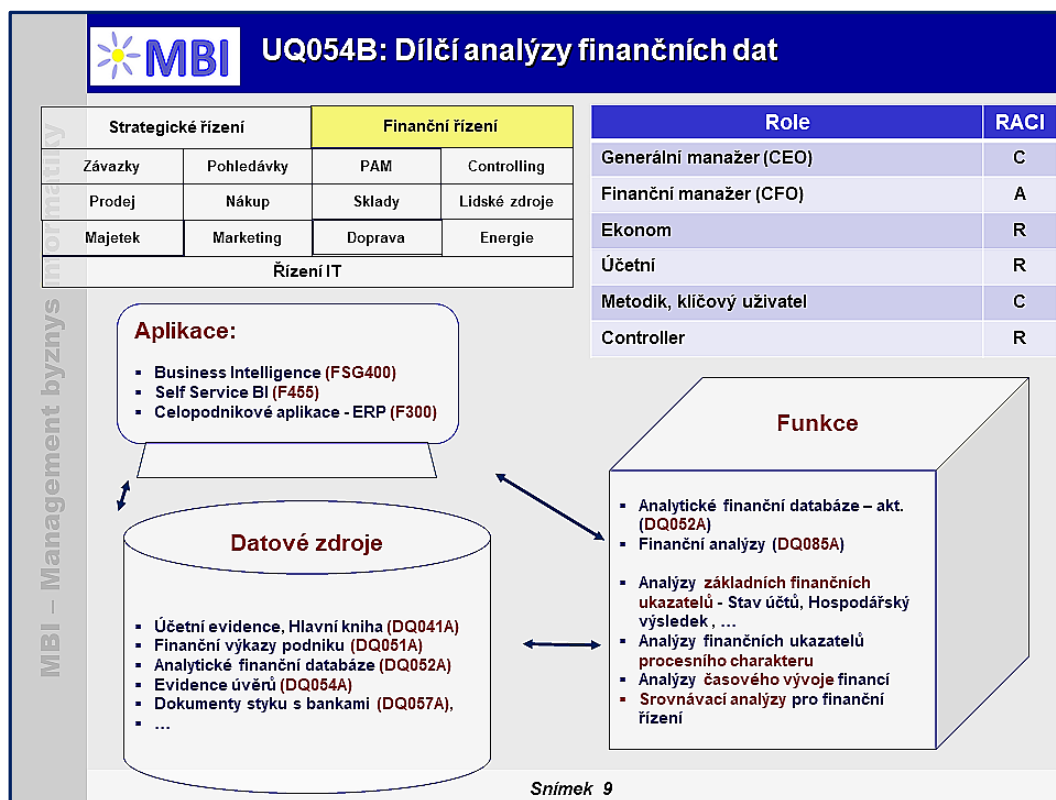 MBI
UQ054B: Dílčí analýzy finančních dat
MBI – Management byznys informatiky
Strategické řízení Finanční řízení
Závazky Pohledávky PAM Controlling
Prodej Nákup Sklady Lidské zdroje
Majetek Marketing Doprava Energie
Řízení IT
Role RACI
Generální manažer (CEO) C
Finanční manažer (CFO) A
Ekonom R
Účetní R
Metodik, klíčový uživatel C
Controller R
Aplikace:
▪ Business Intelligence (FSG400)
▪ Self Service BI (F455)
▪ Celopodnikové aplikace - ERP (F300)
Datové zdroje
▪ Účetní evidence, Hlavní kniha (DQ041A)
▪ Finanční výkazy podniku (DQ051A)
▪ Analytické finanční databáze (DQ052A)
▪ Evidence úvěrů (DQ054A)
▪ Dokumenty styku s bankami (DQ057A),
▪ …
Funkce
▪ Analytické finanční databáze – akt.
(DQ052A)
▪ Finanční analýzy (DQ085A)
▪ Analýzy základních finančních
ukazatelů - Stav účtů, Hospodářský
výsledek , …
▪ Analýzy finančních ukazatelů
procesního charakteru
▪ Analýzy časového vývoje financí
▪ Srovnávací analýzy pro finanční
řízení
Snímek 9